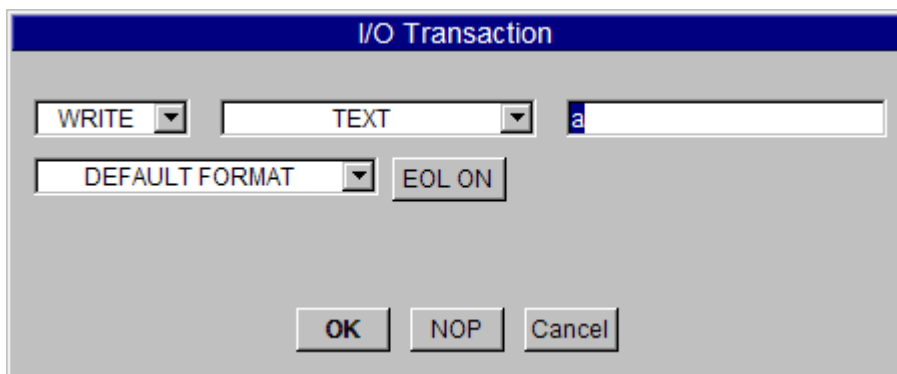 I/O Transaction
WRITE TEXT a
DEFAULT FORMAT EOL ON
OK NOP Cancel